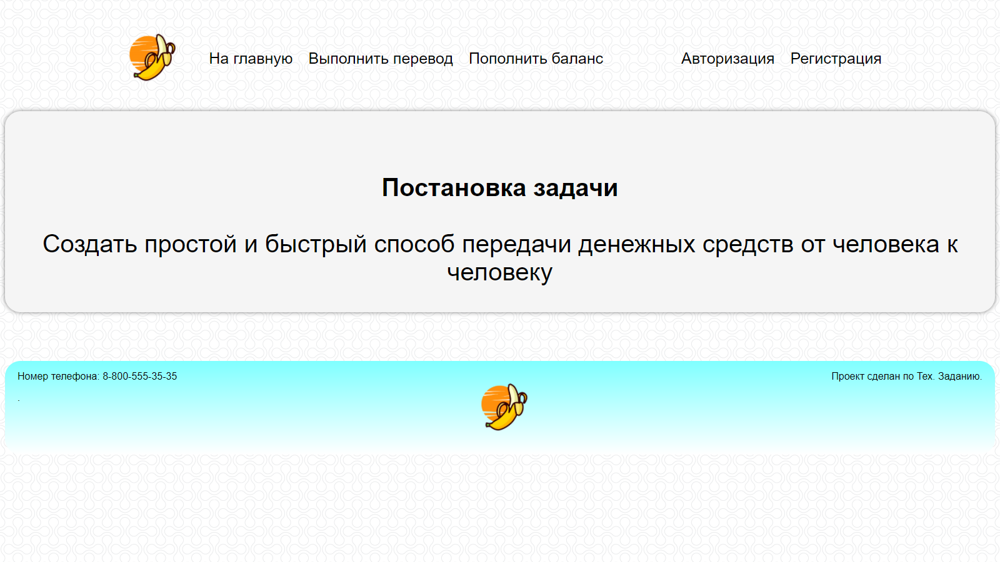 На главную Выполнить перевод Пополнить баланс Авторизация Регистрация
Постановка задачи
Создать простой и быстрый способ передачи денежных средств от человека к
человеку
Номер телефона: 8-800-555-35-35
Проект сделан по Тех. Заданию.
.